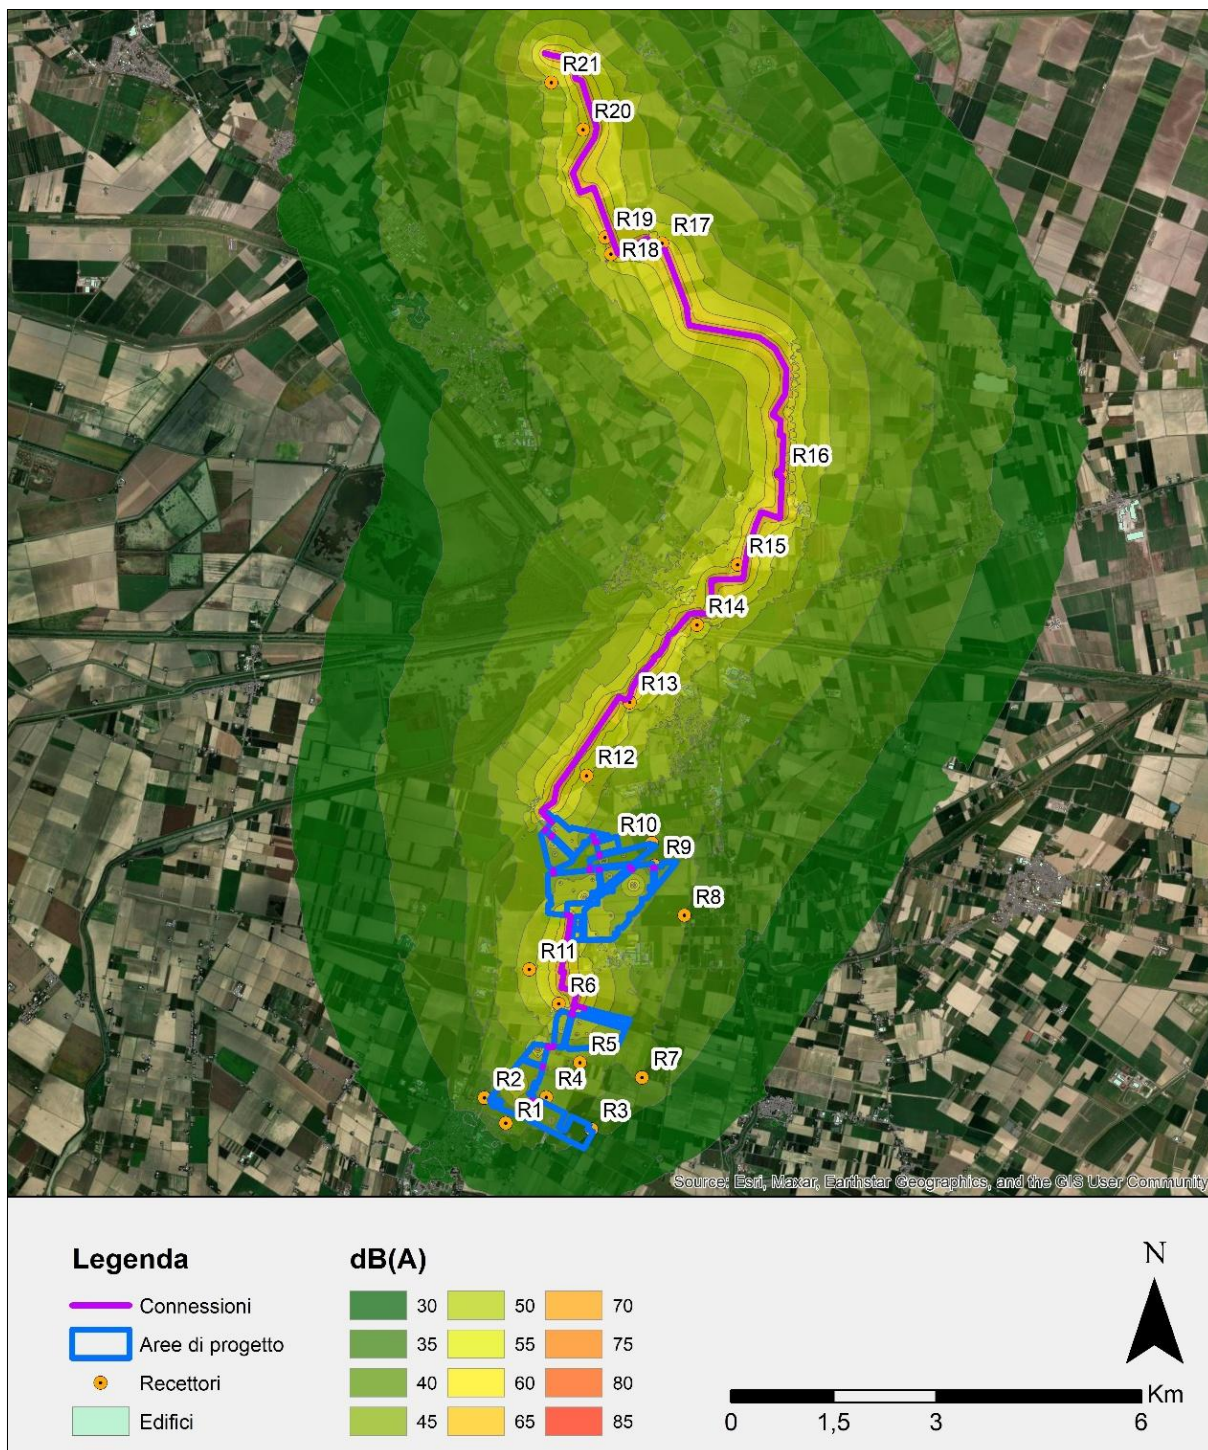 R21
R20
R19
R17
R18
R16
R15
R14
R13
R12
R10
R9
R8
R11
R6
R5
R7
R2
R4
R1
R3
Source: Esri, Maxar, Earthstar Geographics, and the GIS User Community
Legenda
Connessioni
Aree di progetto
Recettori
Edifici
dB(A)
30 50 70
35 55 75
40 60 80
45 65 85
N
Km
0 1,5 3 6